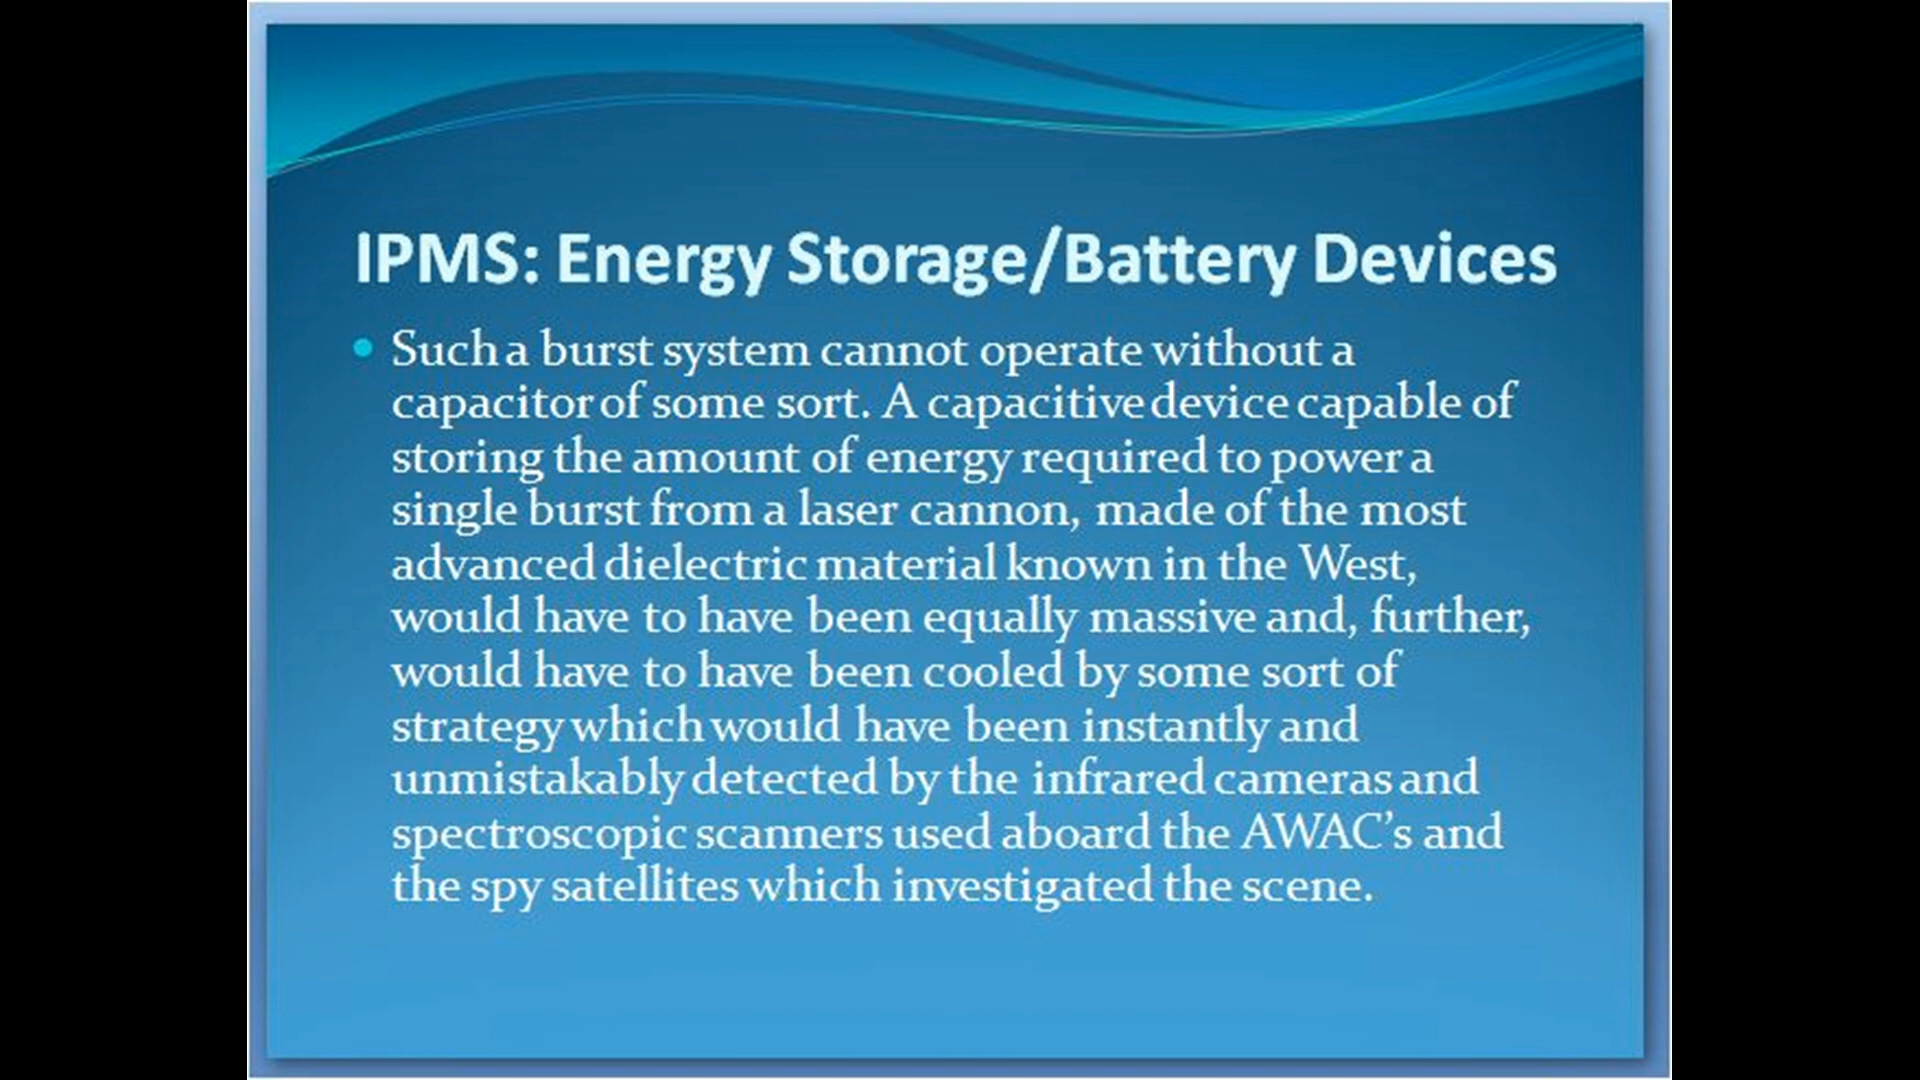 IPMS: Energy Storage/Battery Devices
• Such a burst system cannot operate without a
capacitor of some sort. A capacitive device capable of
storing the amount of energy required to power a
single burst from a laser cannon, made of the most
advanced dielectric material known in the West,
would have to have been equally massive and, further,
would have to have been cooled by some sort of
strategy which would have been instantly and
unmistakably detected by the infrared cameras and
spectroscopic scanners used aboard the AWAC's and
the spy satellites which investigated the scene.